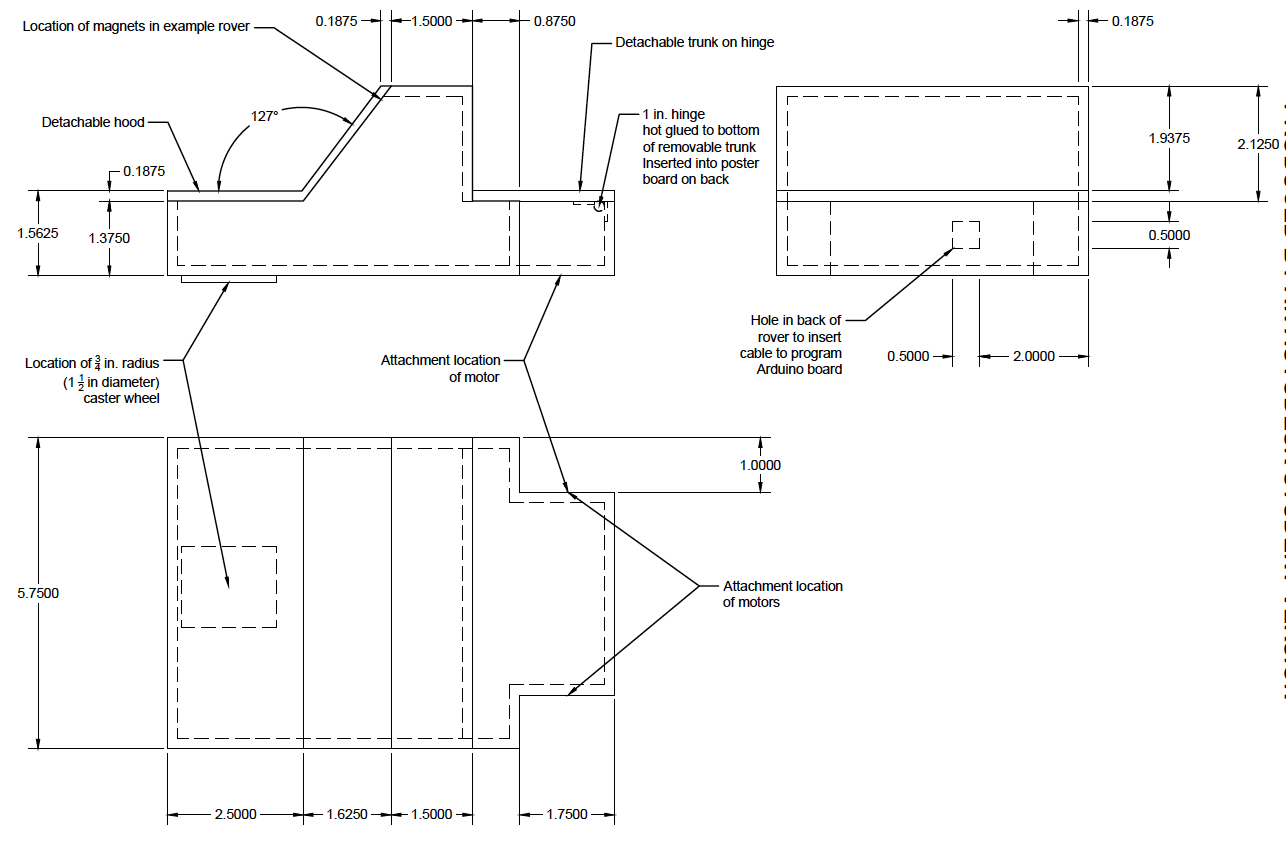 Location of magnets in example rover
0.1875
1.5000
0.8750
Detachable trunk on hinge
0.1875
127°
Detachable hood
1 in. hinge
hot glued to bottom
of removable trunk
Inserted into poster
board on back
0.1875
1.5625
1.3750
1.9375
2.1250
0.5000
Hole in back of
rover to insert
cable to program
Arduino board
0.5000
2.0000
Location of 3/4 in. radius
(1 1/2 in diameter)
caster wheel
Attachment location
of motor
1.0000
5.7500
Attachment location
of motors
2.5000
1.6250
1.5000
1.7500